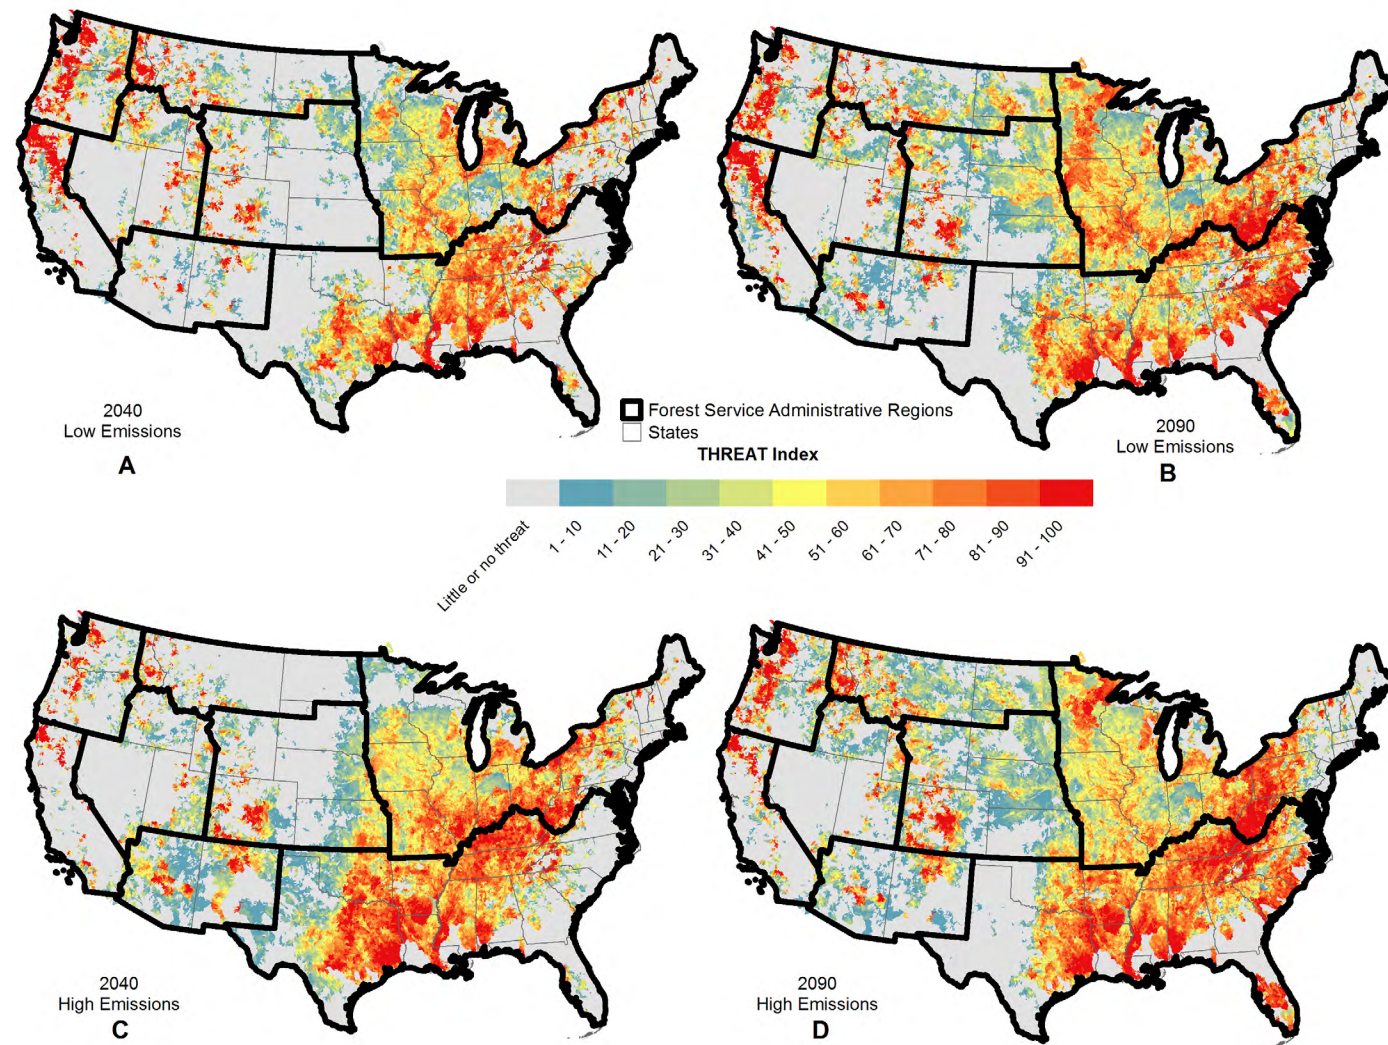 2040
Low Emissions
A
Forest Service Administrative Regions
States
2090
Low Emissions
B
THREAT Index
Little or no threat
1 - 10
11 - 20
21 - 30
31 - 40
41 - 50
51 - 60
61 - 70
71 - 80
81 - 90
91 - 100
2040
High Emissions
C
2090
High Emissions
D